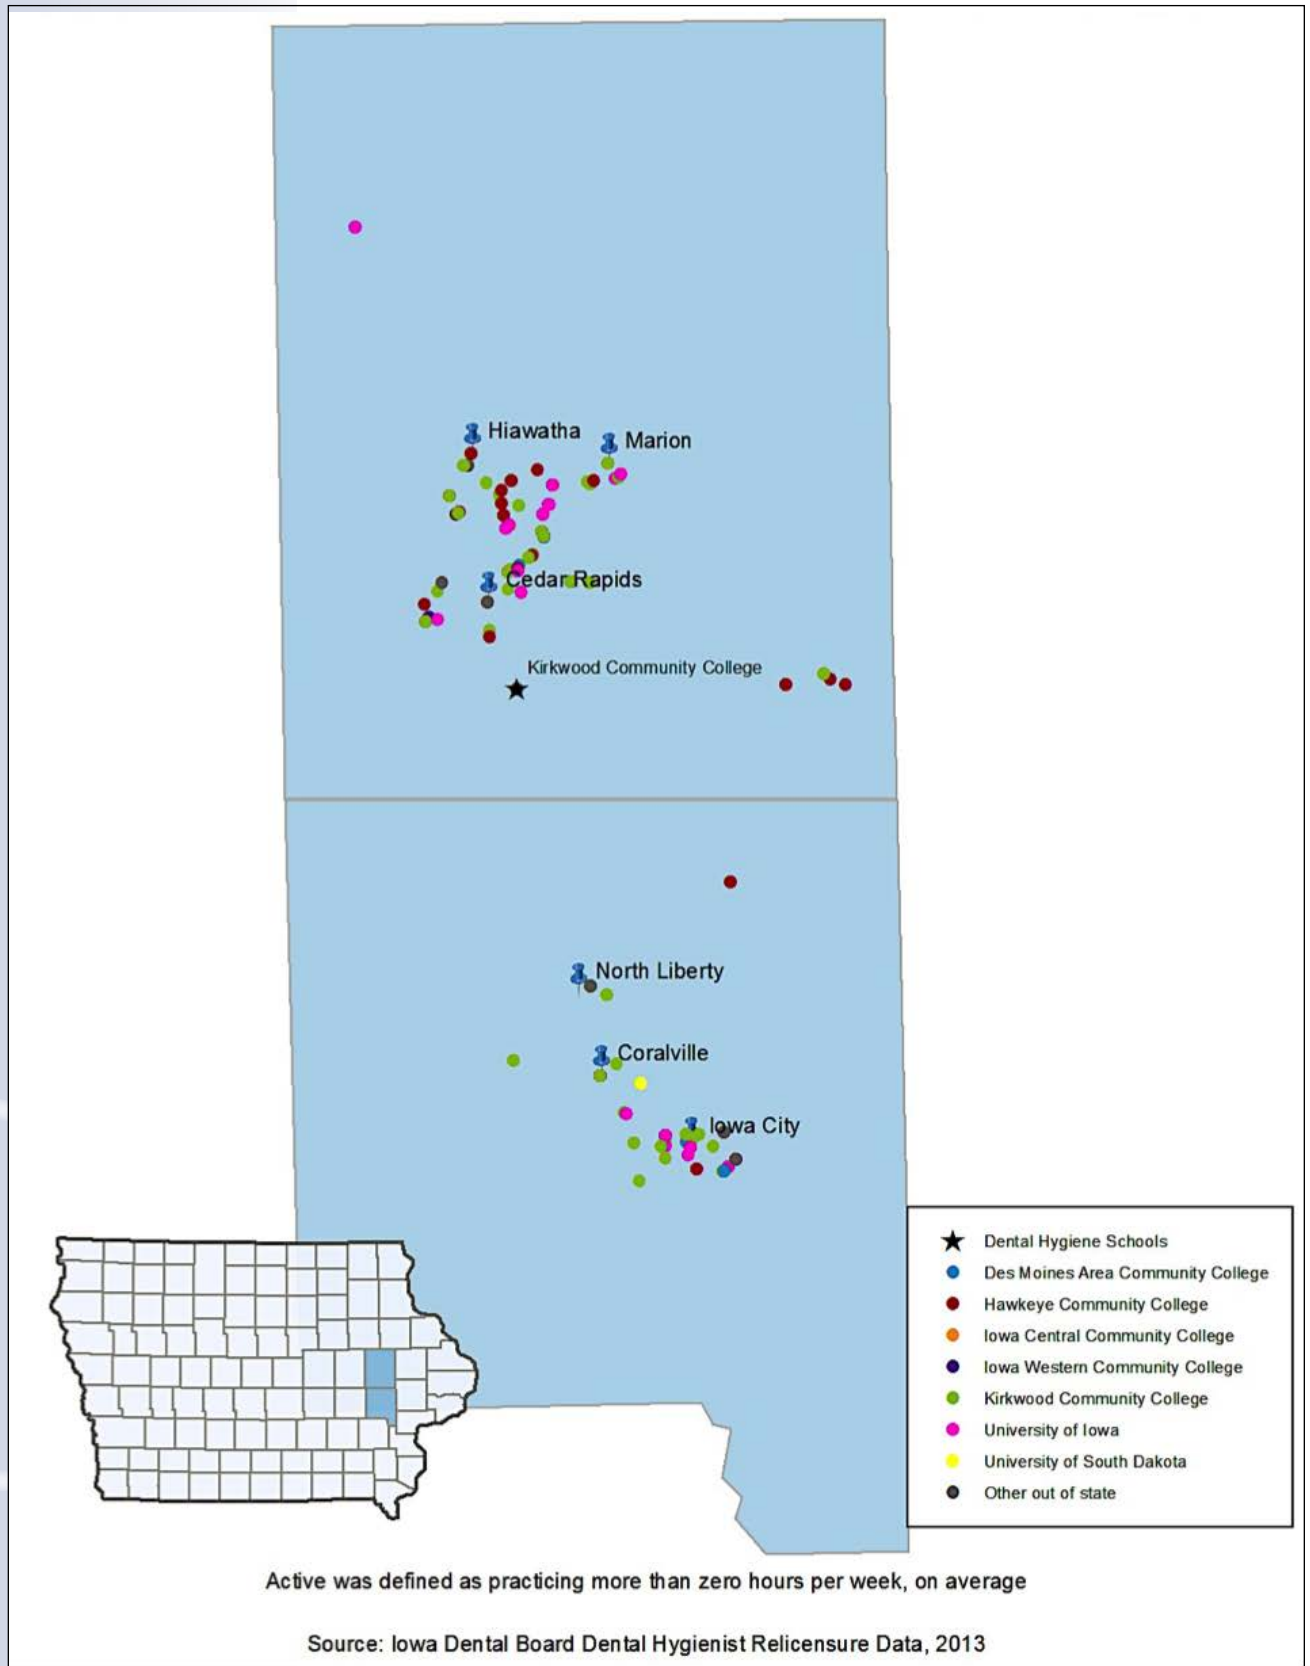 Hiawatha
Marion
Cedar Rapids
Kirkwood Community College
North Liberty
Coralville
Iowa City
Dental Hygiene Schools
Des Moines Area Community College
Hawkeye Community College
Iowa Central Community College
Iowa Western Community College
Kirkwood Community College
University of Iowa
University of South Dakota
Other out of state
Active was defined as practicing more than zero hours per week, on average
Source: Iowa Dental Board Dental Hygienist Relicensure Data, 2013